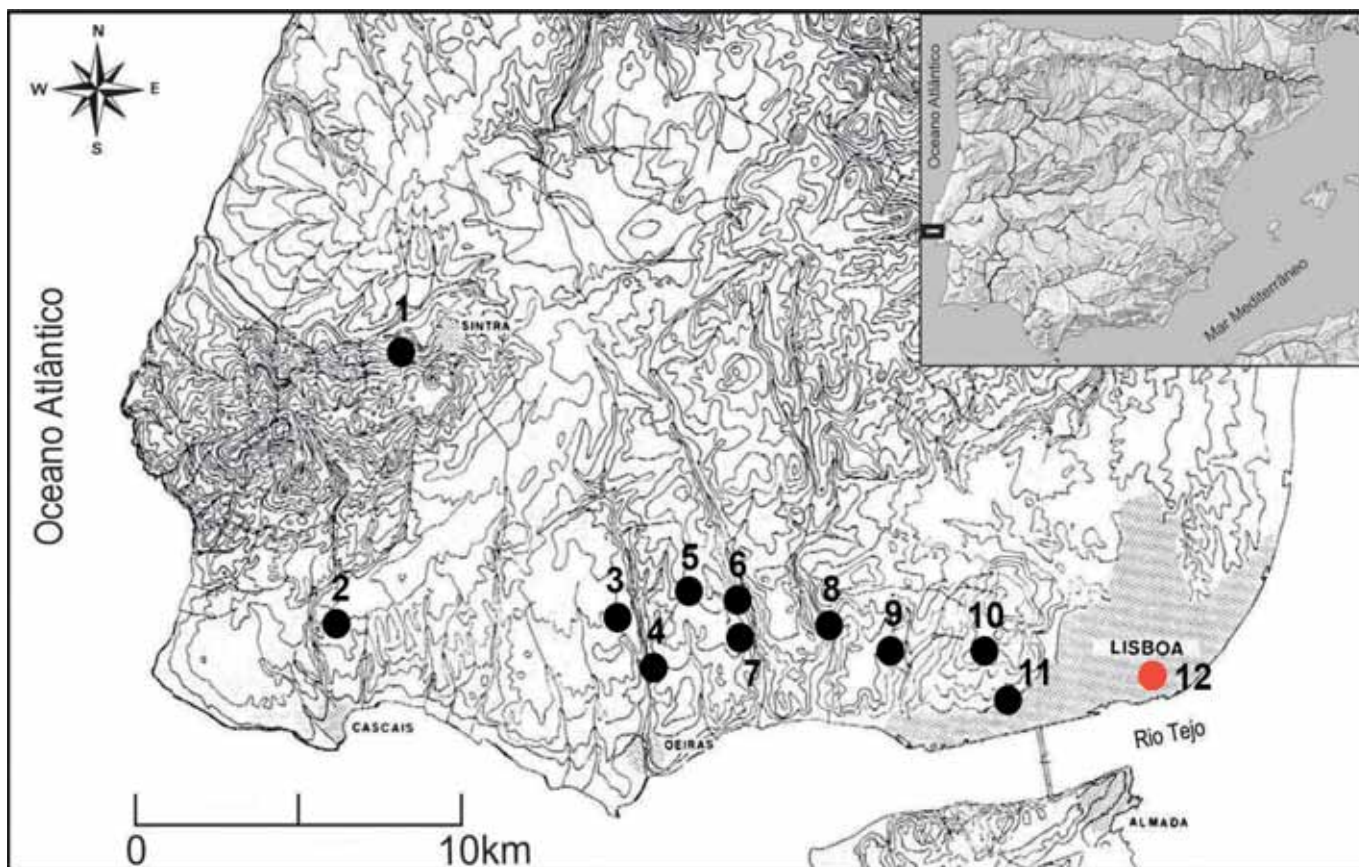 N
W E
S
Oceano Atlântico
Oceano Atlântico
Mar Mediterrâneo
1
SINTRA
2
3
4
5
6
7
8
9
10
11
LISBOA
12
CASCAIS
OEIRAS
Rio Tejo
ALMADA
0 10km